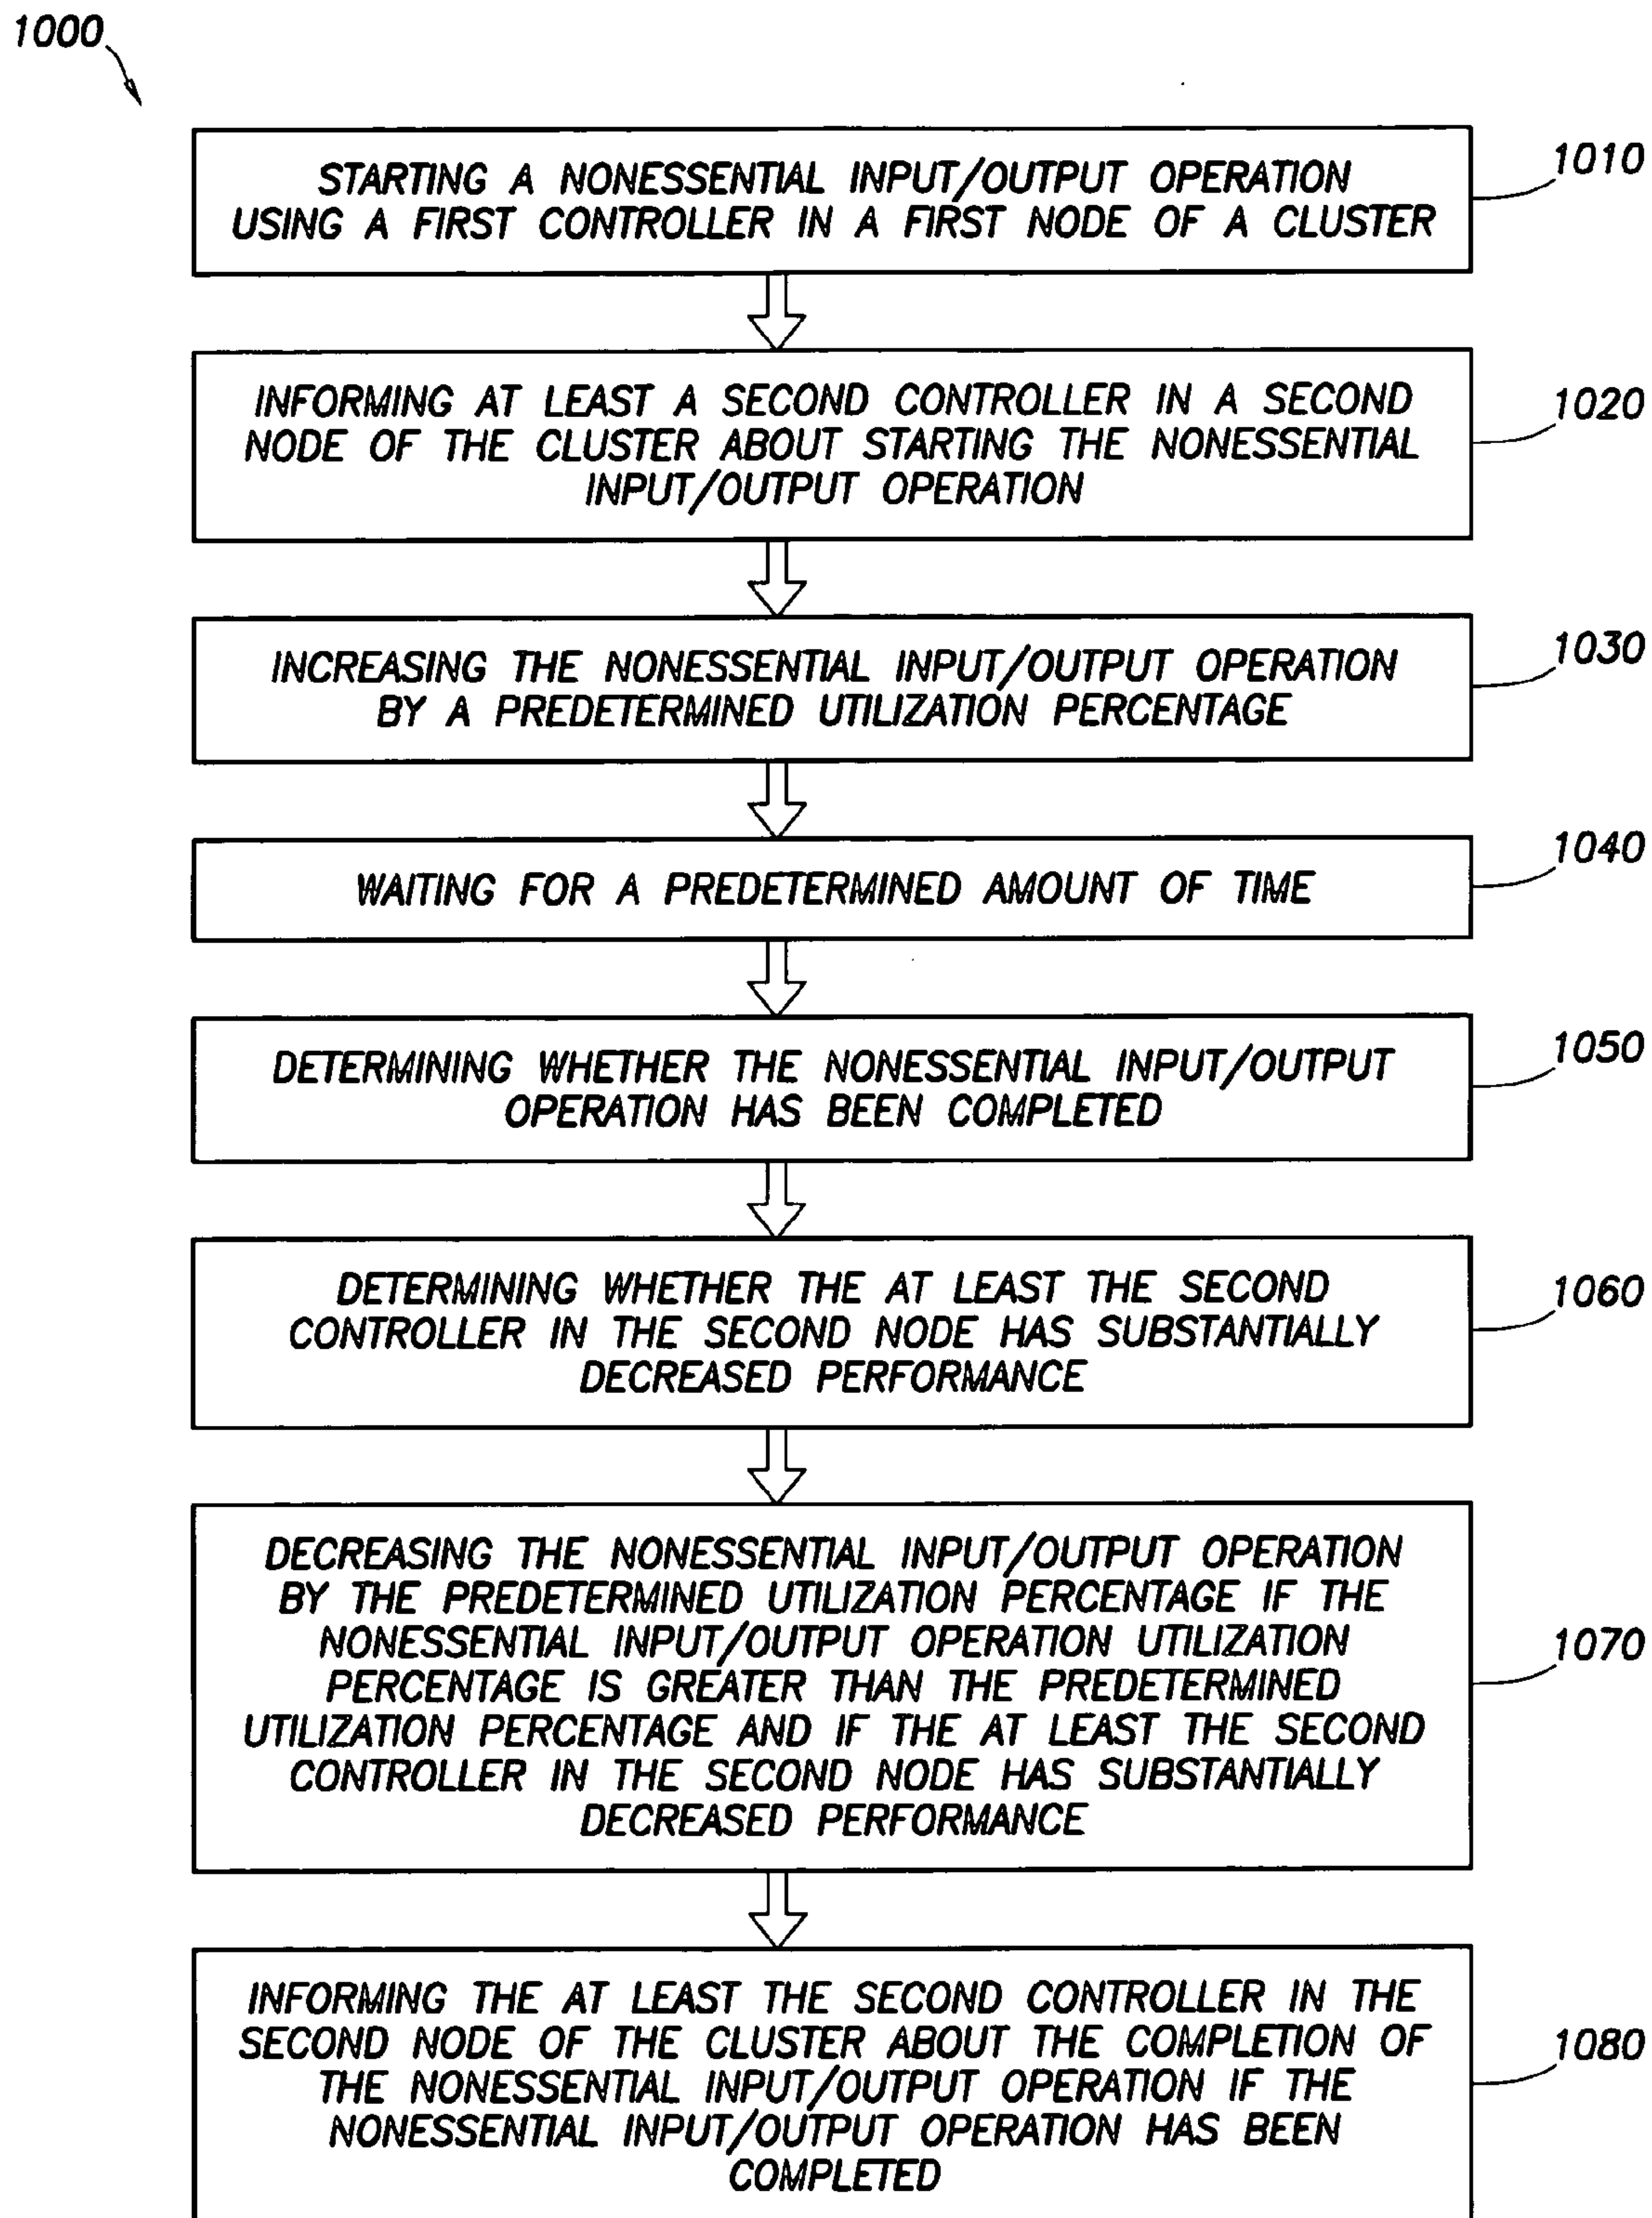 1000
STARTING A NONESSENTIAL INPUT/OUTPUT OPERATION
USING A FIRST CONTROLLER IN A FIRST NODE OF A CLUSTER
1010
INFORMING AT LEAST A SECOND CONTROLLER IN A SECOND
NODE OF THE CLUSTER ABOUT STARTING THE NONESSENTIAL
INPUT/OUTPUT OPERATION
1020
INCREASING THE NONESSENTIAL INPUT/OUTPUT OPERATION
BY A PREDETERMINED UTILIZATION PERCENTAGE
1030
WAITING FOR A PREDETERMINED AMOUNT OF TIME
1040
DETERMINING WHETHER THE NONESSENTIAL INPUT/OUTPUT
OPERATION HAS BEEN COMPLETED
1050
DETERMINING WHETHER THE AT LEAST THE SECOND
CONTROLLER IN THE SECOND NODE HAS SUBSTANTIALLY
DECREASED PERFORMANCE
1060
DECREASING THE NONESSENTIAL INPUT/OUTPUT OPERATION
BY THE PREDETERMINED UTILIZATION PERCENTAGE IF THE
NONESSENTIAL INPUT/OUTPUT OPERATION UTILIZATION
PERCENTAGE IS GREATER THAN THE PREDETERMINED
UTILIZATION PERCENTAGE AND IF THE AT LEAST THE SECOND
CONTROLLER IN THE SECOND NODE HAS SUBSTANTIALLY
DECREASED PERFORMANCE
1070
INFORMING THE AT LEAST THE SECOND CONTROLLER IN THE
SECOND NODE OF THE CLUSTER ABOUT THE COMPLETION OF
THE NONESSENTIAL INPUT/OUTPUT OPERATION IF THE
NONESSENTIAL INPUT/OUTPUT OPERATION HAS BEEN
COMPLETED
1080